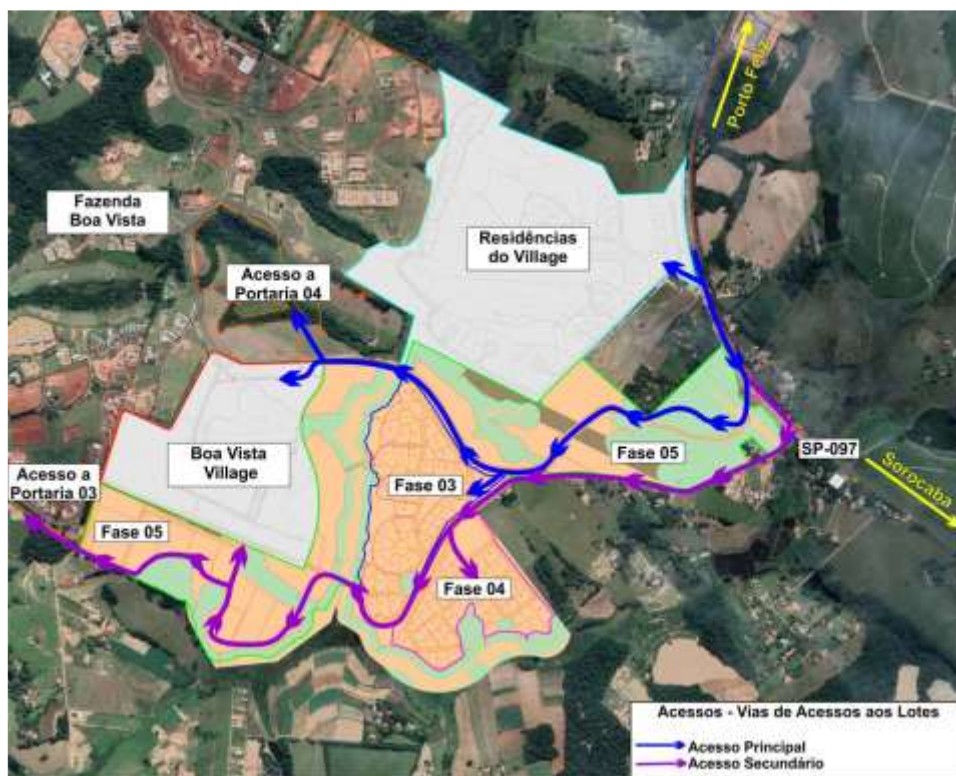 Porto Feliz
Fazenda
Boa Vista
Residências
do Village
Acesso a
Portaria 04
SP-097
Boa Vista
Village
Fase 05
Acesso a
Portaria 03
Fase 03
Sorocaba
Fase 05
Fase 04
Acessos - Vias de Acessos aos Lotes
Acesso Principal
Acesso Secundário